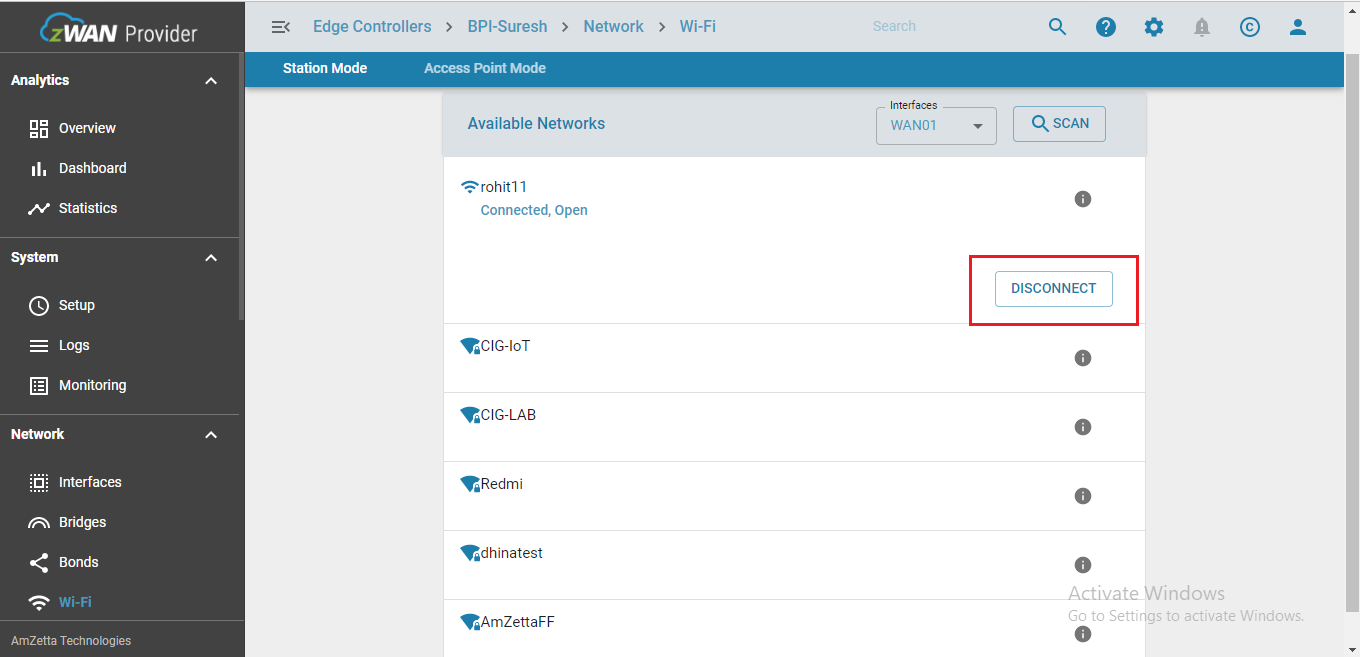 zWAN Provider
Edge Controllers > BPI-Suresh > Network > Wi-Fi
Search
Station Mode
Access Point Mode
Analytics
Overview
Dashboard
Statistics
System
Setup
Logs
Monitoring
Network
Interfaces
Bridges
Bonds
Wi-Fi
AmZetta Technologies
Available Networks
Interfaces
WAN01
SCAN
rohit11
Connected, Open
DISCONNECT
CIG-IoT
CIG-LAB
Redmi
dhinatest
AmZettaFF
Activate Windows
Go to Settings to activate Windows.